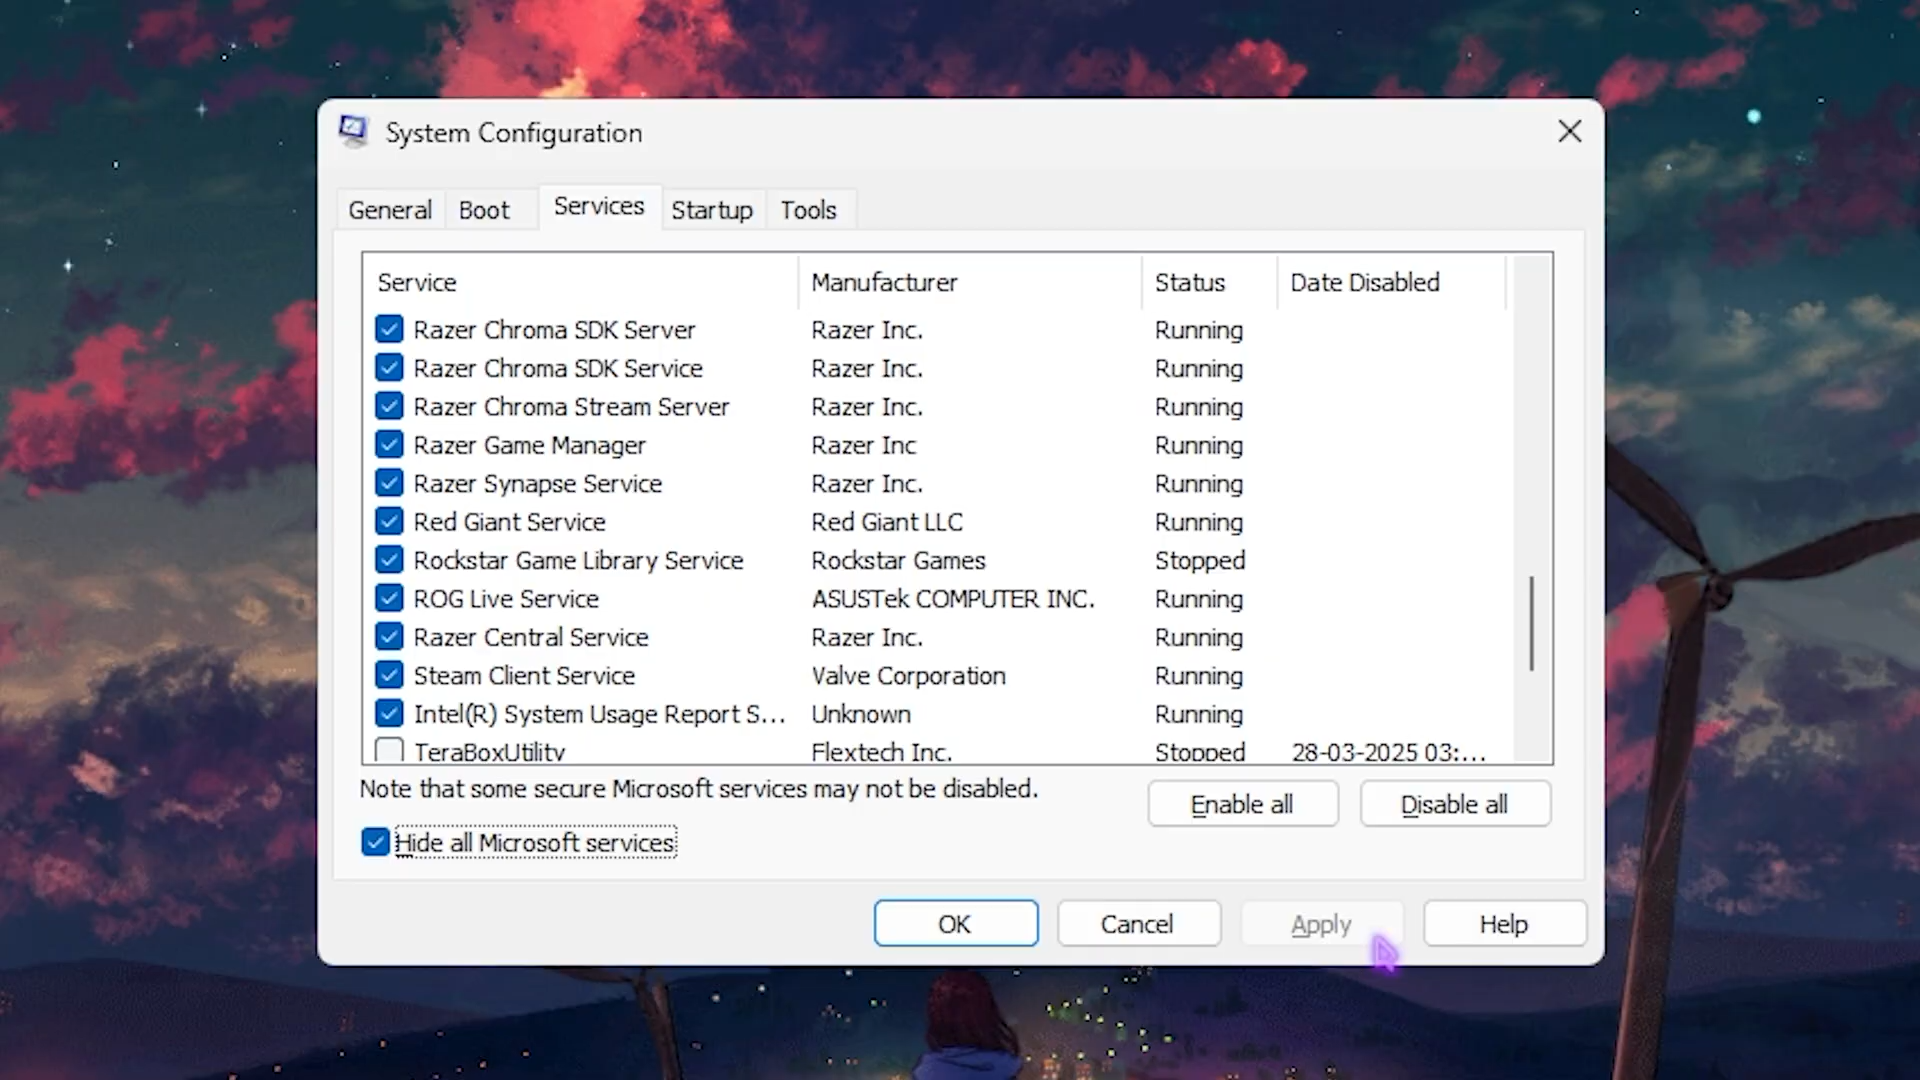 System Configuration
General Boot Services Startup Tools
Service Manufacturer Status Date Disabled
Razer Chroma SDK Server Razer Inc. Running
Razer Chroma SDK Service Razer Inc. Running
Razer Chroma Stream Server Razer Inc. Running
Razer Game Manager Razer Inc Running
Razer Synapse Service Razer Inc. Running
Red Giant Service Red Giant LLC Running
Rockstar Game Library Service Rockstar Games Stopped
ROG Live Service ASUSTek COMPUTER INC. Running
Razer Central Service Razer Inc. Running
Steam Client Service Valve Corporation Running
Intel(R) System Usage Report S... Unknown Running
TeraBoxUtility Flextech Inc. Stopped 28-03-2025 03:...
Note that some secure Microsoft services may not be disabled.
Enable all Disable all
Hide all Microsoft services
OK Cancel Apply Help